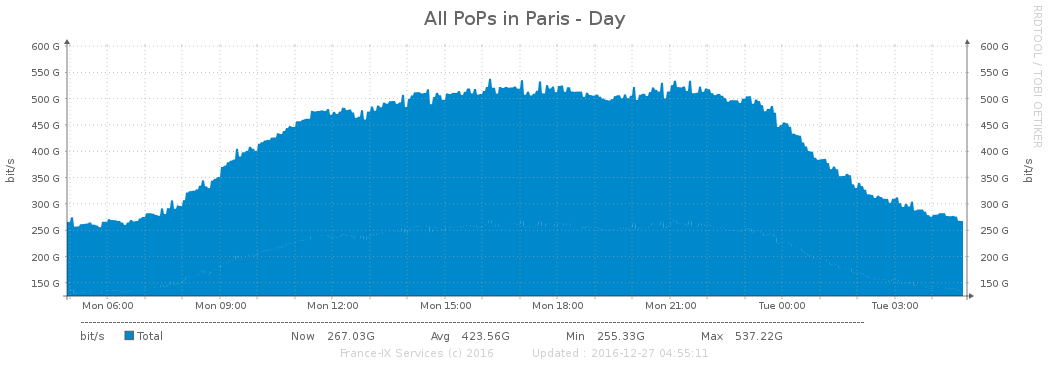 All PoPs in Paris - Day
RRDTOOL / TOBI OETIKER
600 G 600 G
550 G 550 G
500 G 500 G
450 G 450 G
400 G 400 G
350 G 350 G
300 G 300 G
250 G 250 G
200 G 200 G
150 G 150 G
bit/s
bit/s
Mon 06:00 Mon 09:00 Mon 12:00 Mon 15:00 Mon 18:00 Mon 21:00 Tue 00:00 Tue 03:00
bit/s Total Now 267.03G Avg 423.56G Min 255.33G Max 537.22G
France-IX Services (c) 2016 Updated : 2016-12-27 04:55:11